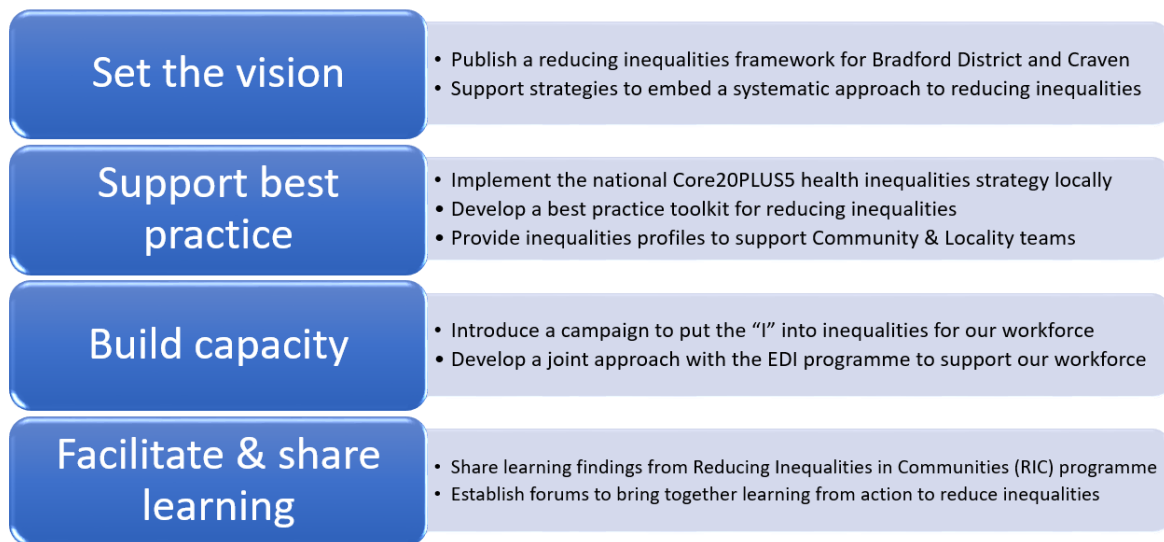 Set the vision
• Publish a reducing inequalities framework for Bradford District and Craven
• Support strategies to embed a systematic approach to reducing inequalities
Support best
practice
• Implement the national Core20PLUS5 health inequalities strategy locally
• Develop a best practice toolkit for reducing inequalities
• Provide inequalities profiles to support Community & Locality teams
Build capacity
• Introduce a campaign to put the “I” into inequalities for our workforce
• Develop a joint approach with the EDI programme to support our workforce
Facilitate & share
learning
• Share learning findings from Reducing Inequalities in Communities (RIC) programme
• Establish forums to bring together learning from action to reduce inequalities